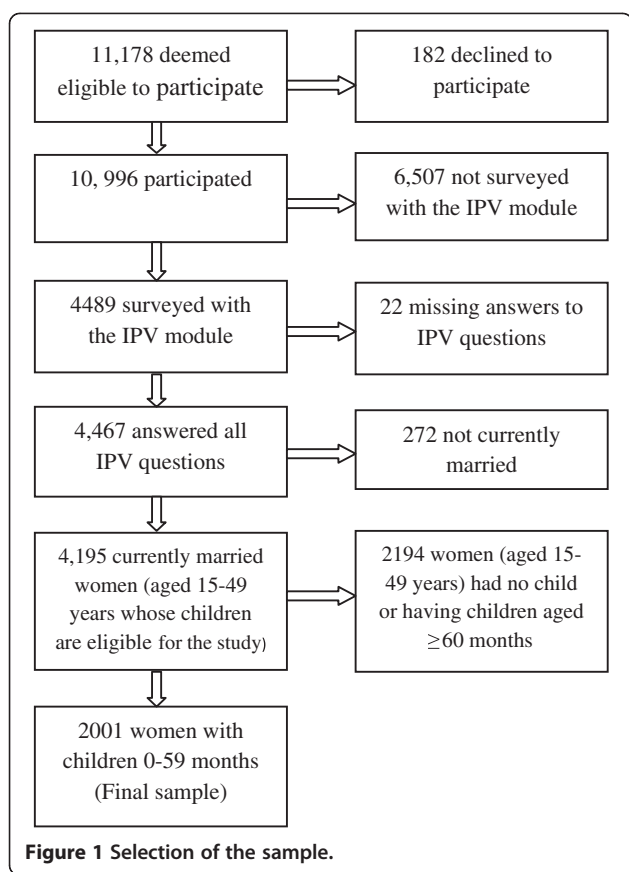 11,178 deemed
eligible to participate
182 declined to
participate
10, 996 participated
6,507 not surveyed
with the IPV module
4489 surveyed with
the IPV module
22 missing answers to
IPV questions
4,467 answered all
IPV questions
272 not currently
married
4,195 currently married
women (aged 15-49
years whose children
are eligible for the study)
2194 women (aged 15-
49 years) had no child
or having children aged
≥60 months
2001 women with
children 0-59 months
(Final sample)
Figure 1 Selection of the sample.